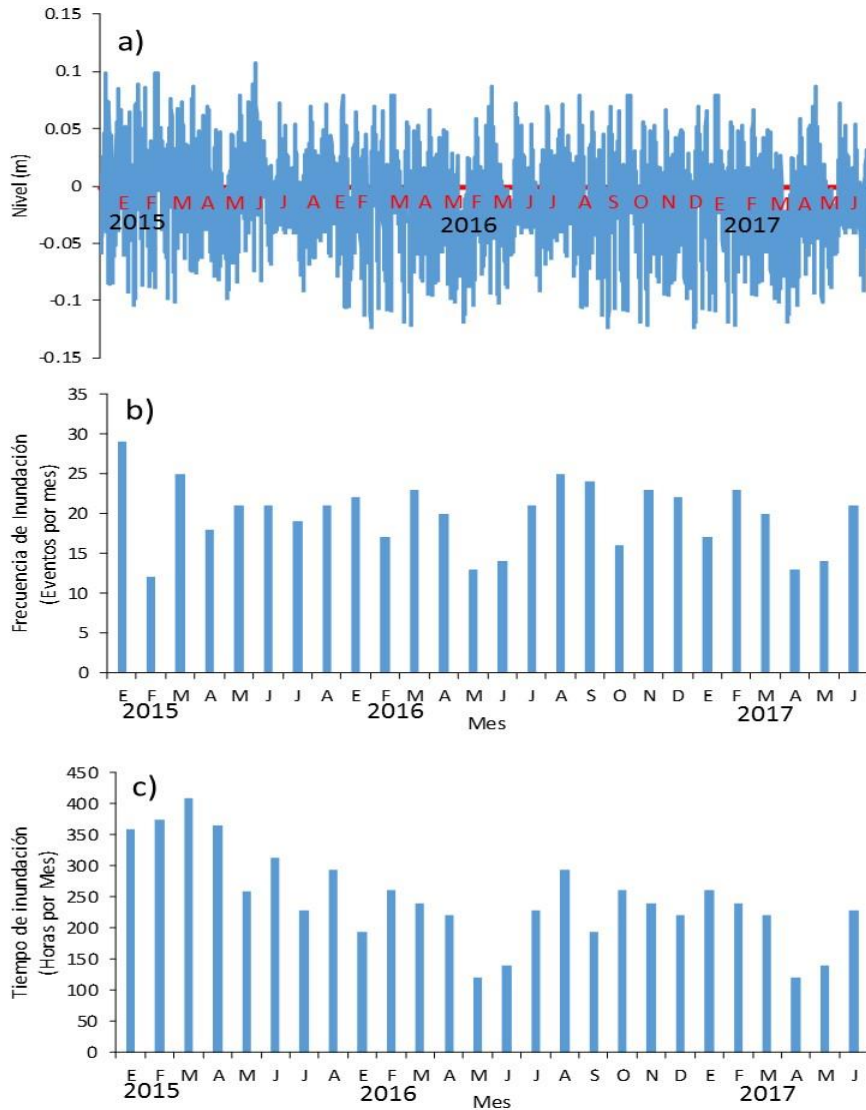 a)
0.15
0.1
0.05
0
-0.05
-0.1
-0.15
Nivel (m)
E F M A M J J A E F M A M F M J J A S O N D E F M A M J
2015 2016 2017
b)
35
30
25
20
15
10
5
0
Frecuencia de Inundación
(Eventos por mes)
E F M A M J J A E F M A M J J A S O N D E F M A M J
2015 2016 2017
Mes
c)
450
400
350
300
250
200
150
100
50
0
Tiempo de inundación
(Horas por Mes)
E F M A M J J A E F M A M J J A S O N D E F M A M J
2015 2016 2017
Mes